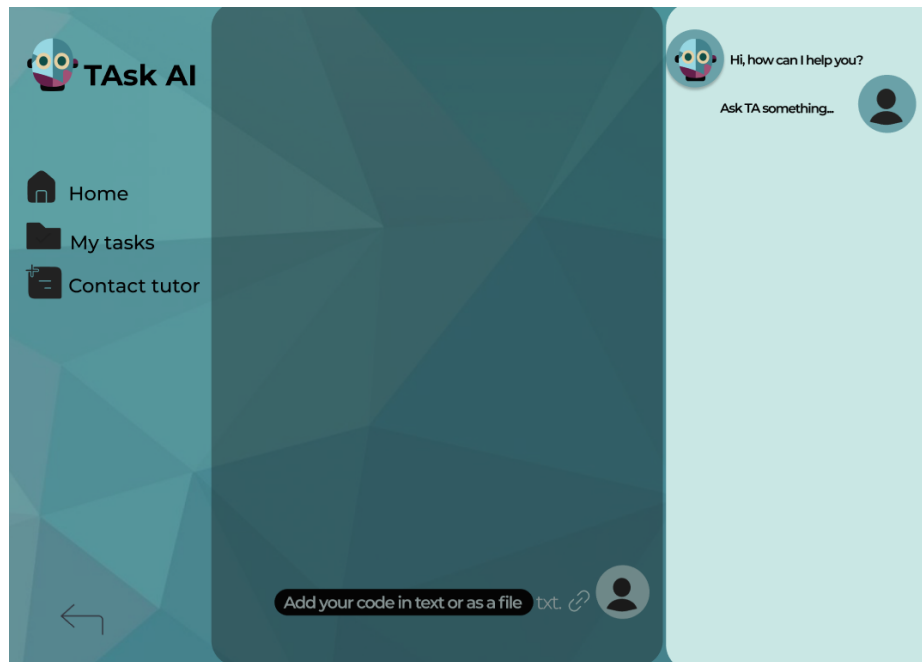 TAsk AI
Home
My tasks
Contact tutor
Add your code in text or as a file txt.
Hi, how can I help you?
Ask TA something...